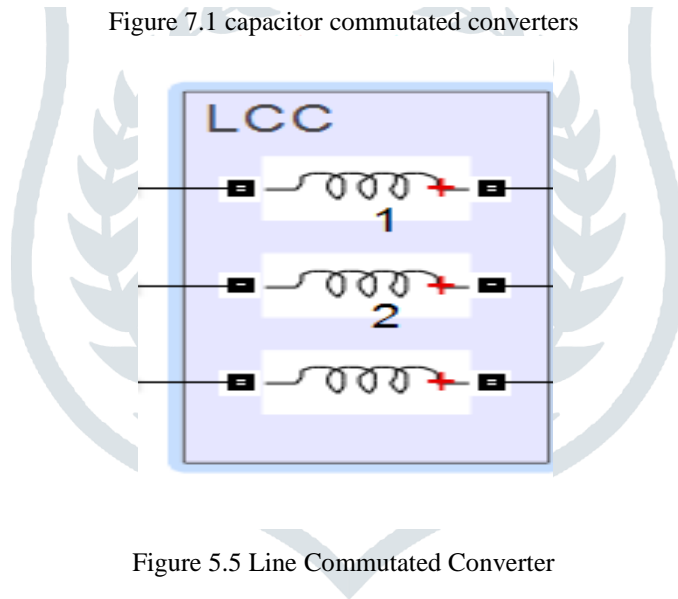 Figure 7.1 capacitor commutated converters
LCC
1
2
Figure 5.5 Line Commutated Converter